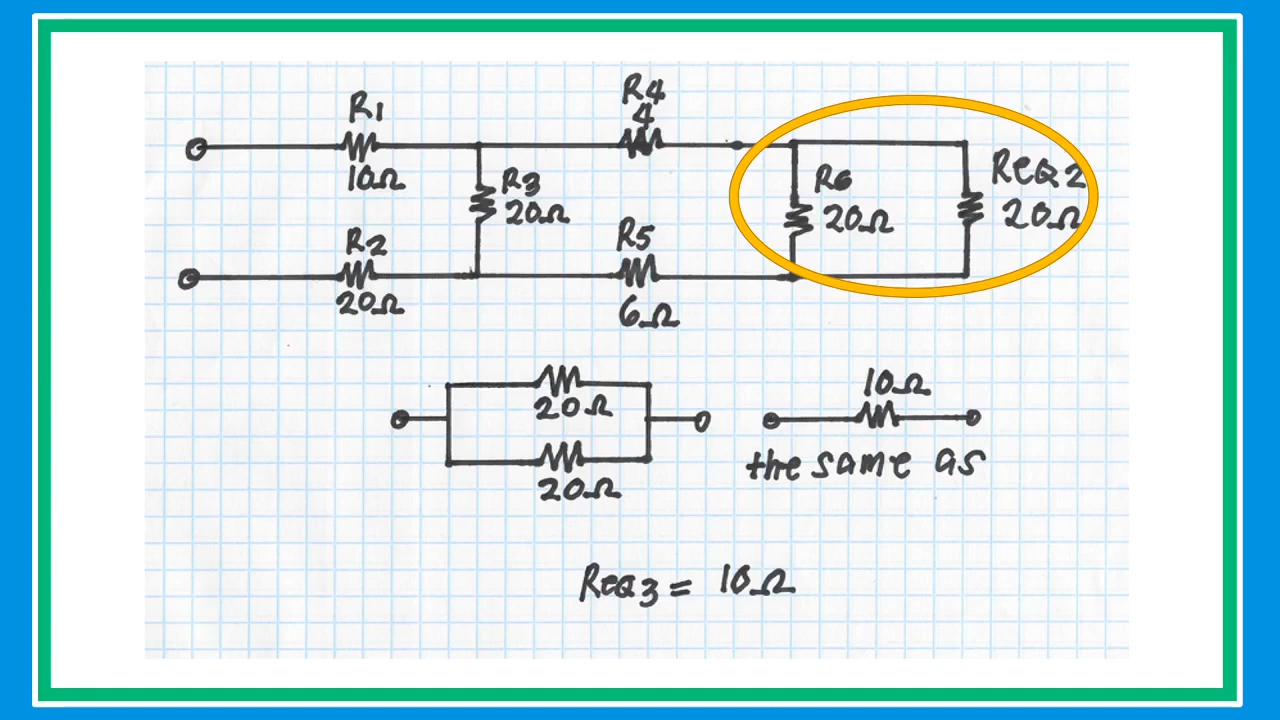 R1
10Ω
R4
4
R3
20Ω
R6
20Ω
Req2
20Ω
R2
20Ω
R5
6Ω
20Ω
20Ω
10Ω
the same as
Req3 = 10Ω